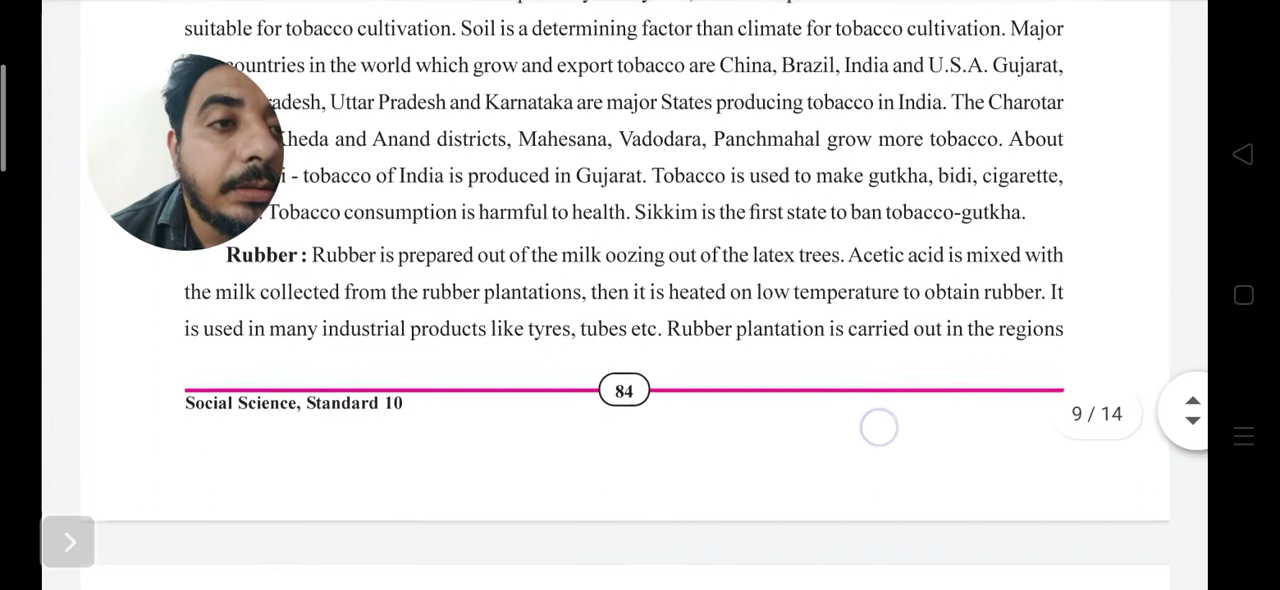 suitable for tobacco cultivation. Soil is a determining factor than climate for tobacco cultivation. Major
countries in the world which grow and export tobacco are China, Brazil, India and U.S.A. Gujarat,
Uttar Pradesh and Karnataka are major States producing tobacco in India. The Charotar
Kheda and Anand districts, Mahesana, Vadodara, Panchmahal grow more tobacco. About
- tobacco of India is produced in Gujarat. Tobacco is used to make gutkha, bidi, cigarette,
Tobacco consumption is harmful to health. Sikkim is the first state to ban tobacco-gutkha.
Rubber : Rubber is prepared out of the milk oozing out of the latex trees. Acetic acid is mixed with
the milk collected from the rubber plantations, then it is heated on low temperature to obtain rubber. It
is used in many industrial products like tyres, tubes etc. Rubber plantation is carried out in the regions
84
Social Science, Standard 10
9 / 14